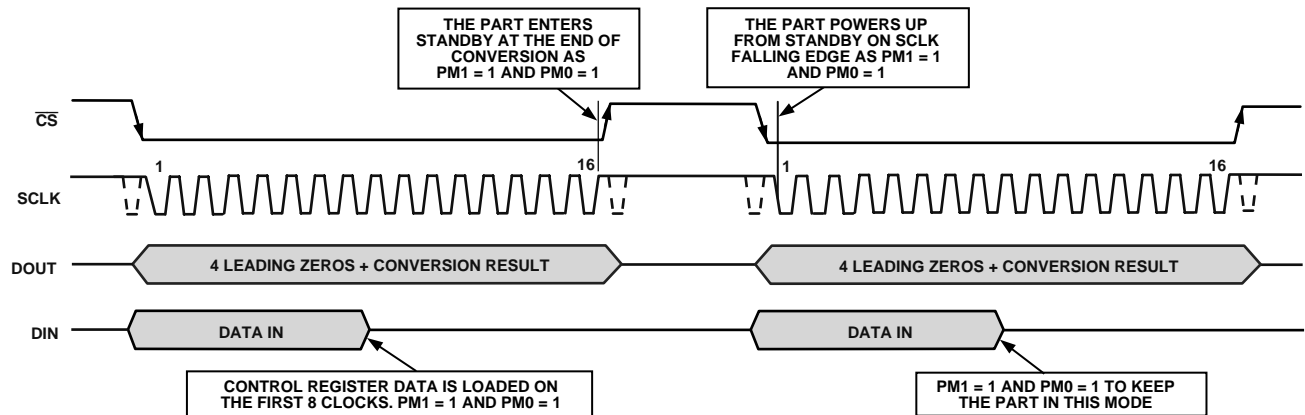 THE PART ENTERS
STANDBY AT THE END OF
CONVERSION AS
PM1 = 1 AND PM0 = 1
THE PART POWERS UP
FROM STANDBY ON SCLK
FALLING EDGE AS PM1 = 1
AND PM0 = 1
CS
1
16
1
16
SCLK
DOUT
4 LEADING ZEROS + CONVERSION RESULT
4 LEADING ZEROS + CONVERSION RESULT
DIN
DATA IN
DATA IN
CONTROL REGISTER DATA IS LOADED ON
THE FIRST 8 CLOCKS. PM1 = 1 AND PM0 = 1
PM1 = 1 AND PM0 = 1 TO KEEP
THE PART IN THIS MODE